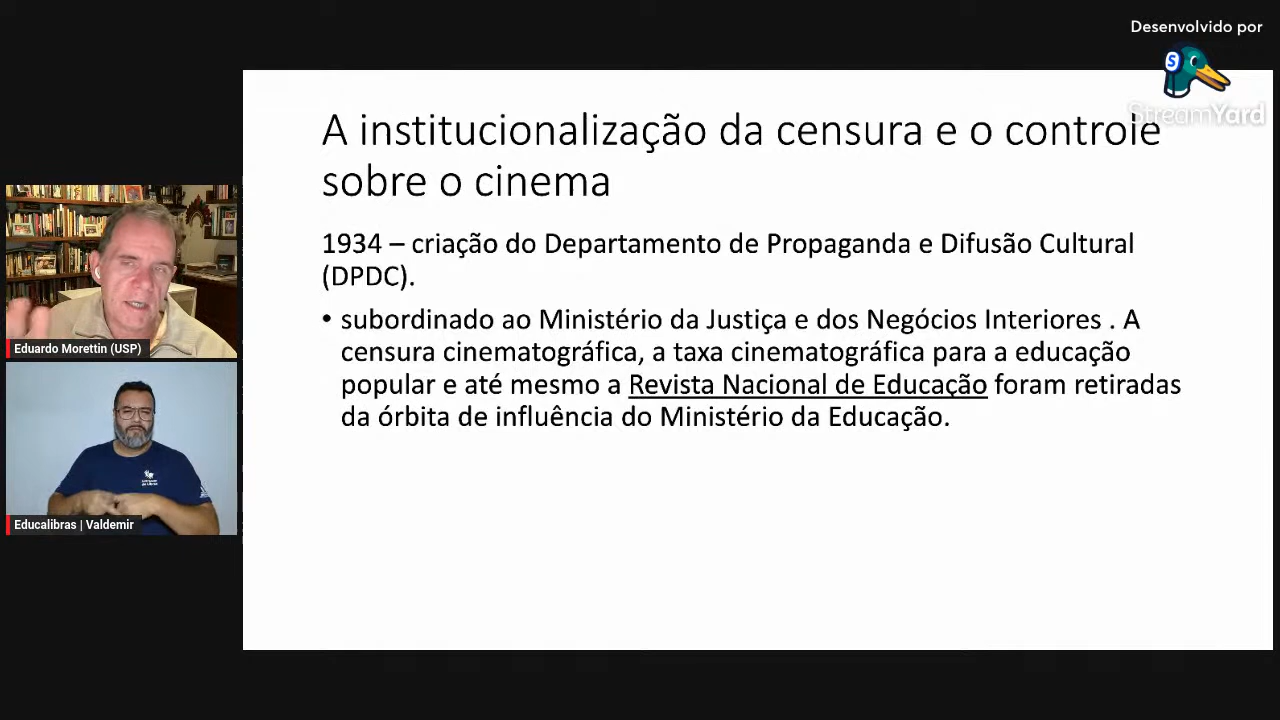 Desenvolvido por
StreamYard
A institucionalização da censura e o controle
sobre o cinema
1934 – criação do Departamento de Propaganda e Difusão Cultural
(DPDC).
• subordinado ao Ministério da Justiça e dos Negócios Interiores . A
censura cinematográfica, a taxa cinematográfica para a educação
popular e até mesmo a Revista Nacional de Educação foram retiradas
da órbita de influência do Ministério da Educação.
Eduardo Morettin (USP)
Educalibras | Valdemir